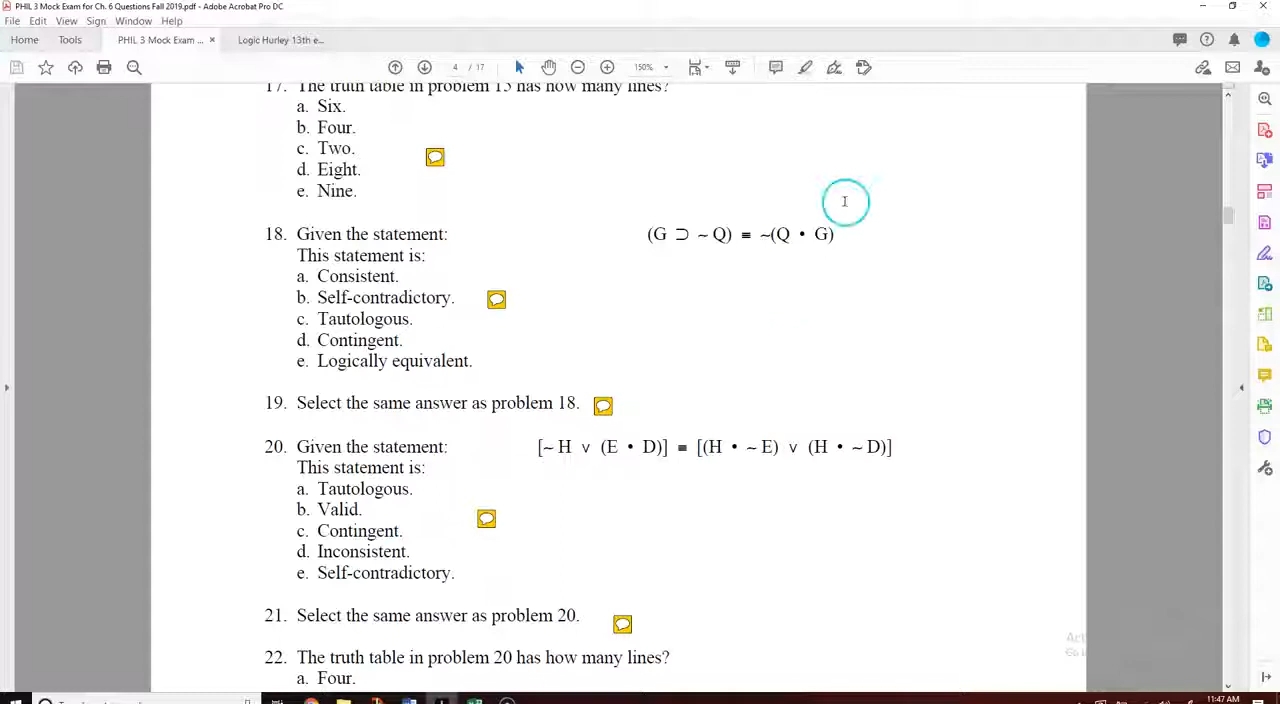 PHIL 3 Mock Exam for Ch. 6 Questions Fall 2019.pdf - Adobe Acrobat Pro DC
File Edit View Sign Window Help
Home Tools PHIL 3 Mock Exam ... × Logic Hurley 13th e...
4 / 17 150%
17. The truth table in problem 15 has how many lines?
a. Six.
b. Four.
c. Two.
d. Eight.
e. Nine.
18. Given the statement: (G ⊃ ~ Q) ≡ ~(Q • G)
This statement is:
a. Consistent.
b. Self-contradictory.
c. Tautologous.
d. Contingent.
e. Logically equivalent.
19. Select the same answer as problem 18.
20. Given the statement: [~ H v (E • D)] ≡ [(H • ~ E) v (H • ~ D)]
This statement is:
a. Tautologous.
b. Valid.
c. Contingent.
d. Inconsistent.
e. Self-contradictory.
21. Select the same answer as problem 20.
22. The truth table in problem 20 has how many lines?
a. Four.
11:47 AM